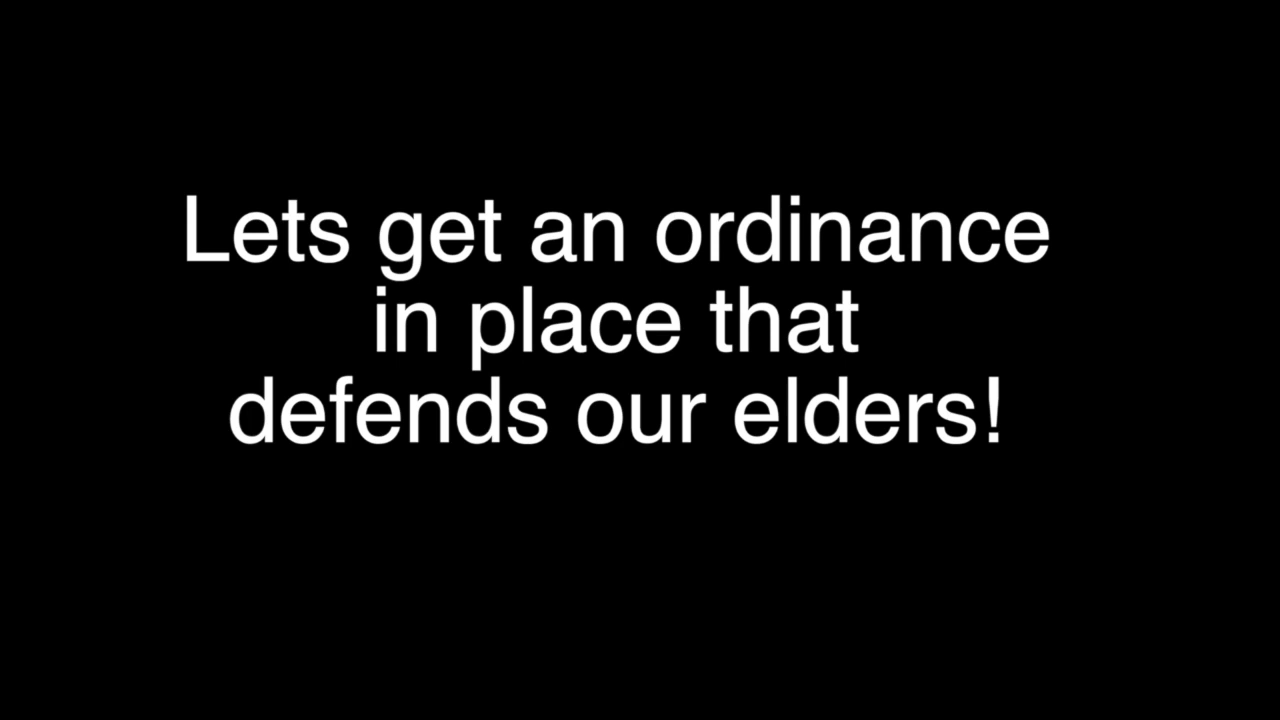 Lets get an ordinance
in place that
defends our elders!